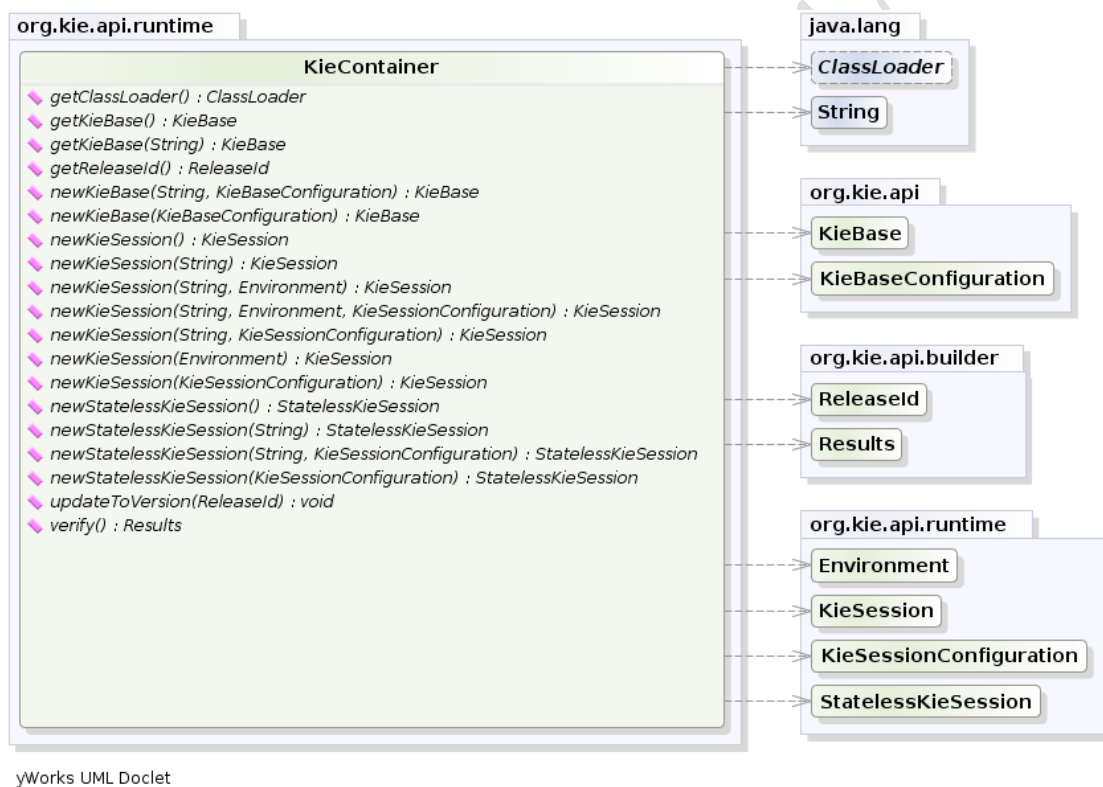 org.kie.api.runtime
KieContainer
getClassLoader() : ClassLoader
getKieBase() : KieBase
getKieBase(String) : KieBase
getReleaseId() : ReleaseId
newKieBase(String, KieBaseConfiguration) : KieBase
newKieBase(KieBaseConfiguration) : KieBase
newKieSession() : KieSession
newKieSession(String) : KieSession
newKieSession(String, Environment) : KieSession
newKieSession(String, Environment, KieSessionConfiguration) : KieSession
newKieSession(String, KieSessionConfiguration) : KieSession
newKieSession(Environment) : KieSession
newKieSession(KieSessionConfiguration) : KieSession
newStatelessKieSession() : StatelessKieSession
newStatelessKieSession(String) : StatelessKieSession
newStatelessKieSession(String, KieSessionConfiguration) : StatelessKieSession
newStatelessKieSession(KieSessionConfiguration) : StatelessKieSession
updateToVersion(ReleaseId) : void
verify() : Results
java.lang
ClassLoader
String
org.kie.api
KieBase
KieBaseConfiguration
org.kie.api.builder
ReleaseId
Results
org.kie.api.runtime
Environment
KieSession
KieSessionConfiguration
StatelessKieSession
yWorks UML Doclet